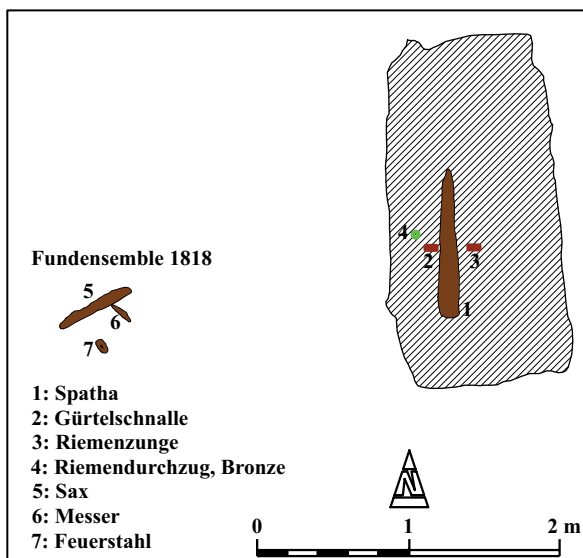 4
2
3
1
Fundensemble 1818
5
6
7
1: Spatha
2: Gürtelschnalle
3: Riemenzunge
4: Riemendurchzug, Bronze
5: Sax
6: Messer
7: Feuerstahl
N
0 1 2 m